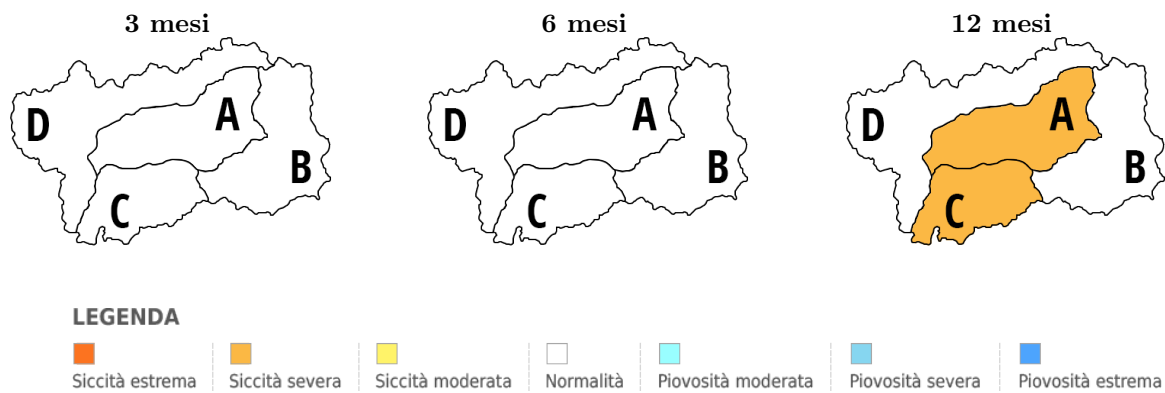 3 mesi 6 mesi 12 mesi
A A A
D D D
B B B
C C C
LEGENDA
Siccità estrema Siccità severa Siccità moderata Normalità Piovosità moderata Piovosità severa Piovosità estrema